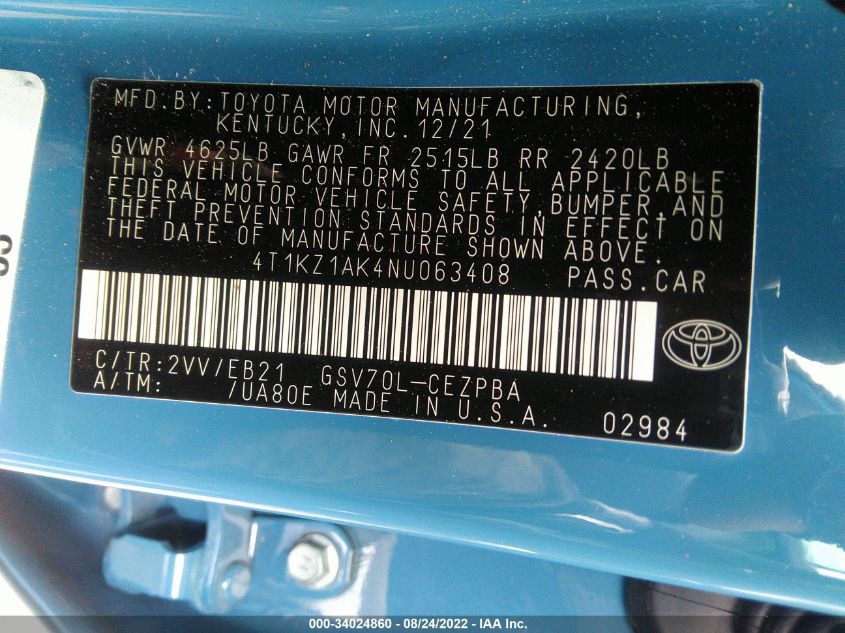 MFD.BY:TOYOTA MOTOR MANUFACTURING,
KENTUCKY,INC.12/21
GVWR 4625LB GAWR FR 2515LB RR 2420LB
THIS VEHICLE CONFORMS TO ALL APPLICABLE
FEDERAL MOTOR VEHICLE SAFETY,BUMPER,AND
THEFT PREVENTION STANDARDS IN EFFECT ON
THE DATE OF MANUFACTURE SHOWN ABOVE.
4T1KZ1AK4NU063408 PASS.CAR
C/TR:2VV/EB21 GSV70L-CEZPBA
A/TM: /UA80E MADE IN U.S.A. 02984
000-34024860 - 08/24/2022 - IAA Inc.